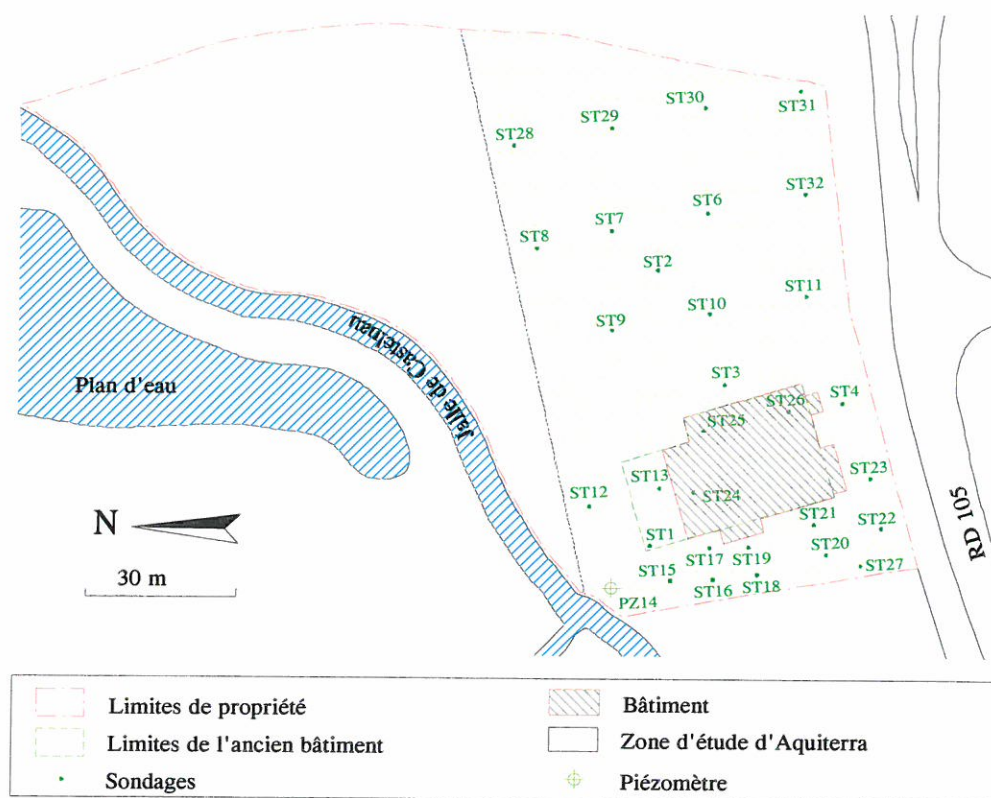 ST30
ST31
ST29
ST28
ST32
ST6
ST7
ST8
ST2
ST11
ST10
ST9
Jalle de Castelnau
Plan d'eau
ST3
ST4
ST26
ST25
ST13
ST23
ST12
ST24
N
ST21
ST22
ST1
ST17
ST19
ST20
RD 105
30 m
ST15
ST16
ST18
ST27
PZ14
Limites de propriété
Bâtiment
Limites de l'ancien bâtiment
Zone d'étude d'Aquiterra
Sondages
Piézomètre